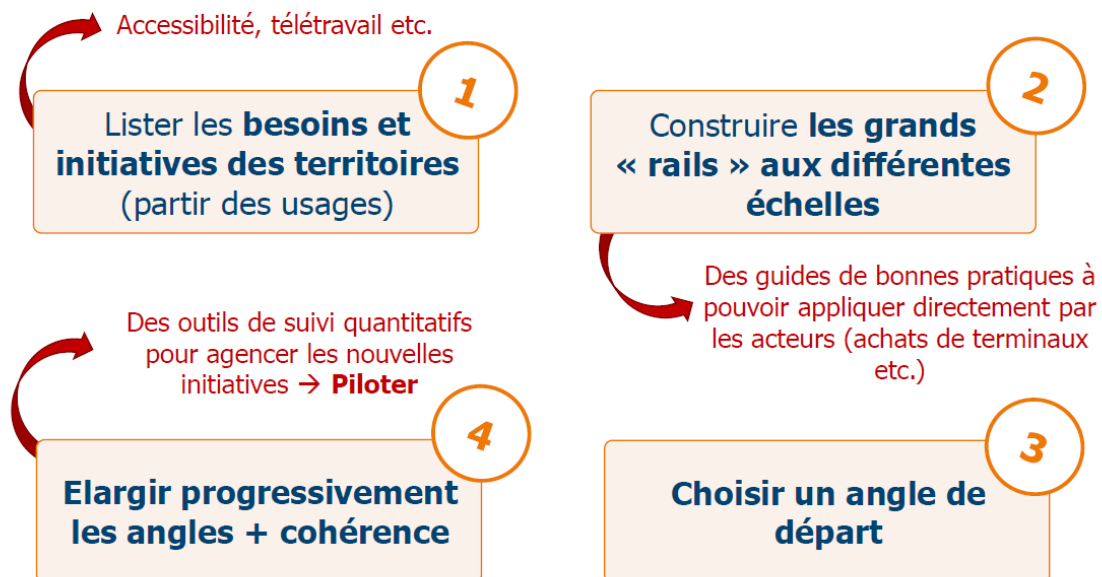 Accessibilité, télétravail etc.
1
Lister les besoins et
initiatives des territoires
(partir des usages)
2
Construire les grands
« rails » aux différentes
échelles
Des guides de bonnes pratiques à
pouvoir appliquer directement par
les acteurs (achats de terminaux
etc.)
3
Choisir un angle de
départ
Des outils de suivi quantitatifs
pour agencer les nouvelles
initiatives → Piloter
4
Elargir progressivement
les angles + cohérence